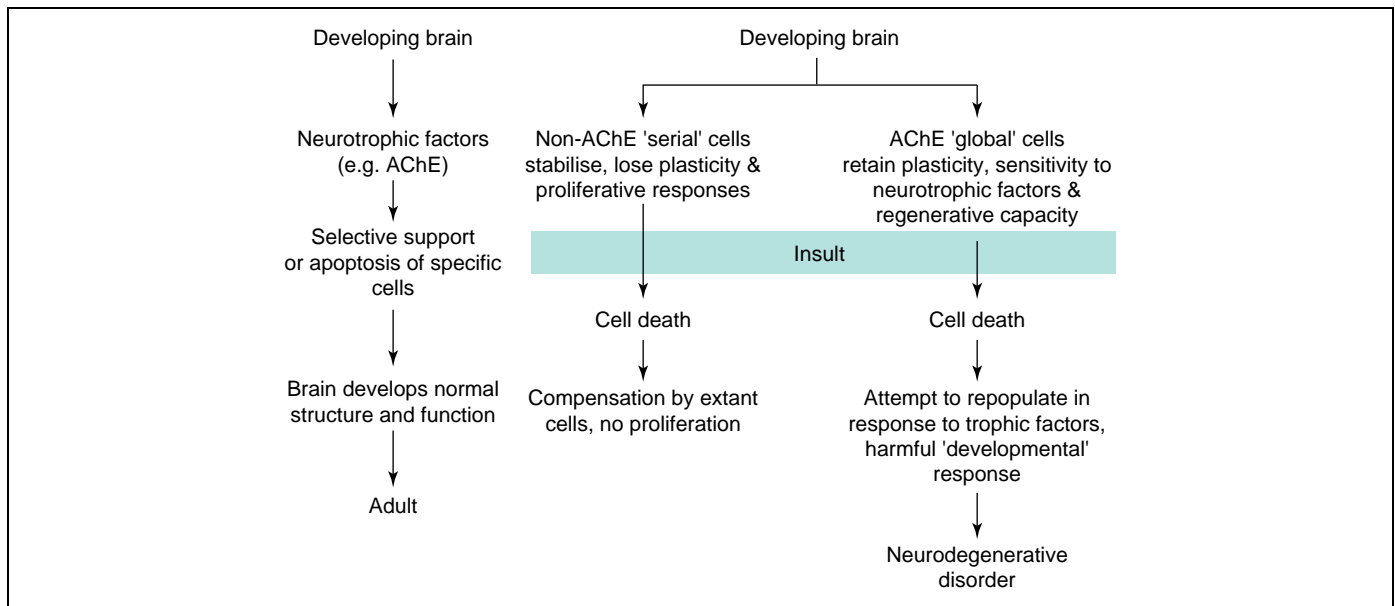 Developing brain
Neurotrophic factors
(e.g. AChE)
Selective support
or apoptosis of specific
cells
Brain develops normal
structure and function
Adult
Developing brain
Non-AChE 'serial' cells
stabilise, lose plasticity &
proliferative responses
AChE 'global' cells
retain plasticity, sensitivity to
neurotrophic factors &
regenerative capacity
Insult
Cell death
Compensation by extant
cells, no proliferation
Cell death
Attempt to repopulate in
response to trophic factors,
harmful 'developmental'
response
Neurodegenerative
disorder